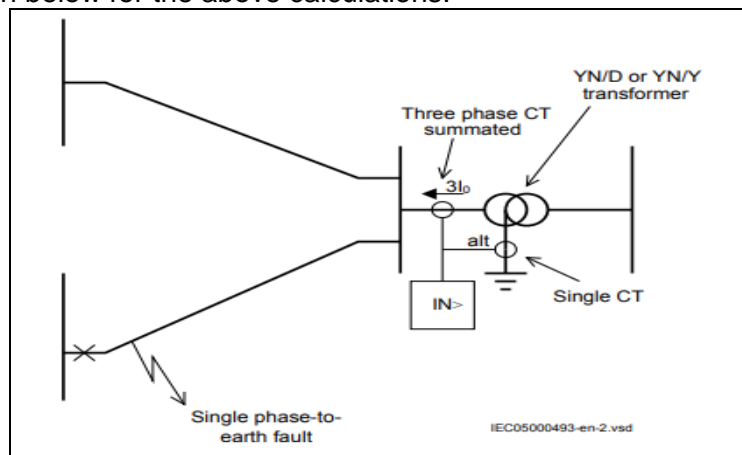 n below for the above calculations.
YN/D or YN/Y
transformer
Three phase CT
summated
3I₀
alt
IN>
Single CT
Single phase-to-
earth fault
IEC05000493-en-2.vsd